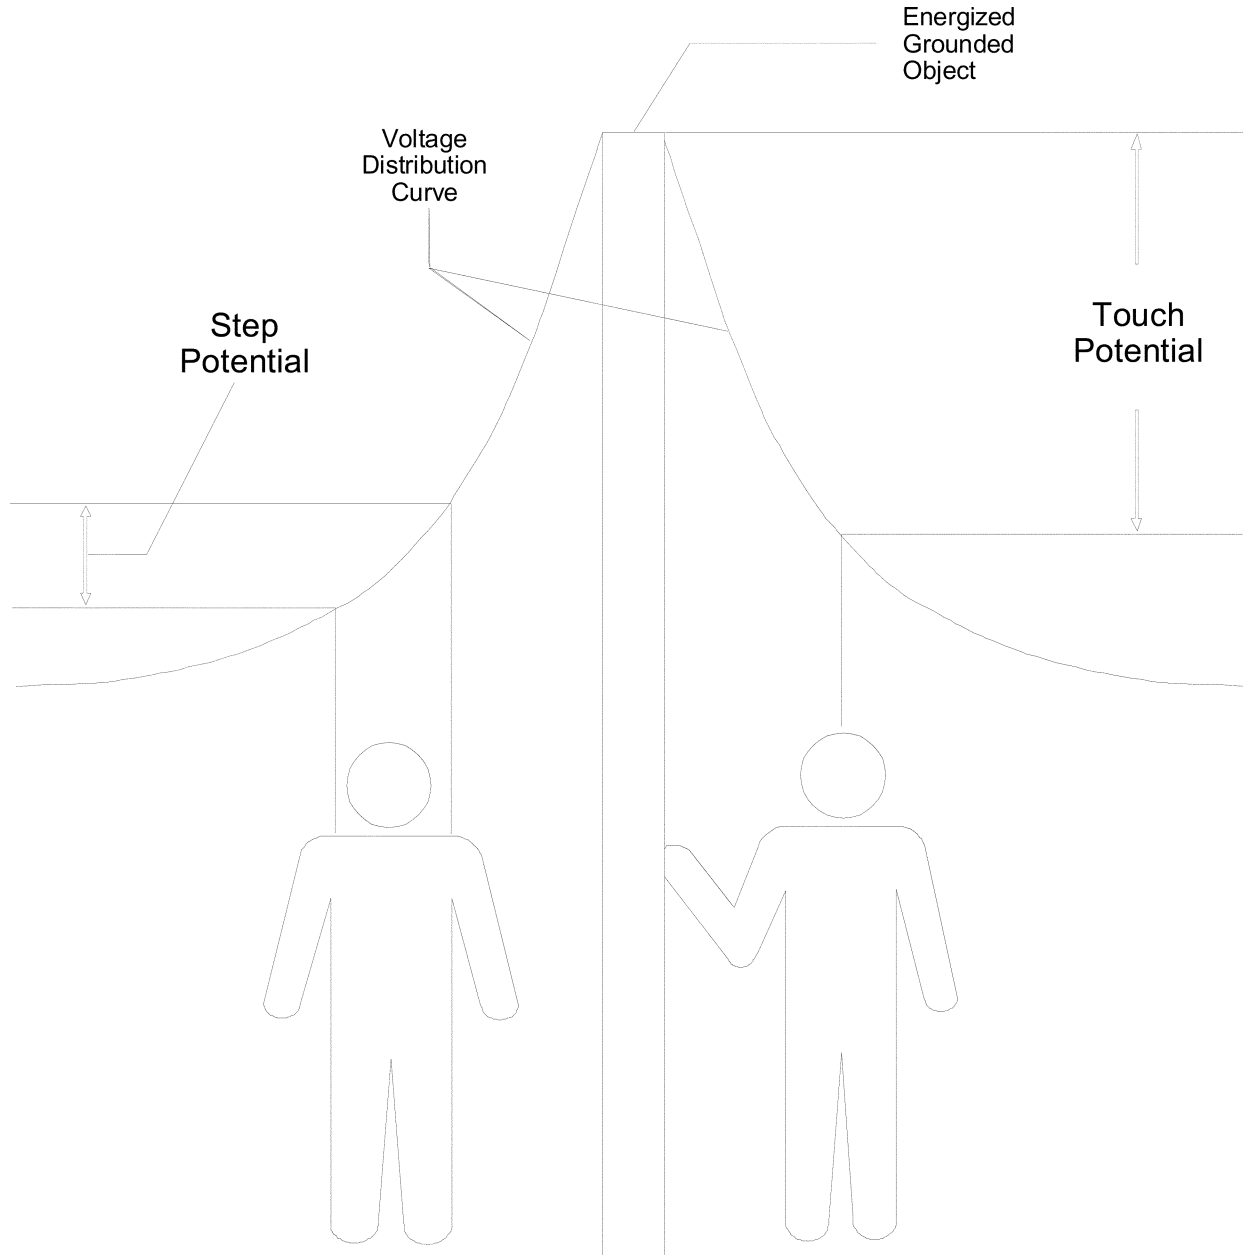 Energized
Grounded
Object
Voltage
Distribution
Curve
Step
Potential
Touch
Potential